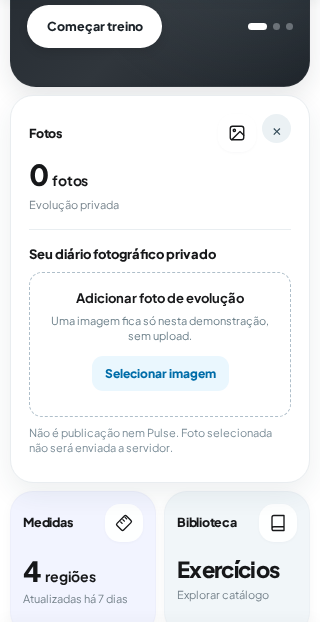 Começar treino
Fotos
×
0 fotos
Evolução privada
Seu diário fotográfico privado
Adicionar foto de evolução
Uma imagem fica só nesta demonstração,
sem upload.
Selecionar imagem
Não é publicação nem Pulse. Foto selecionada
não será enviada a servidor.
Medidas
4 regiões
Atualizadas há 7 dias
Biblioteca
Exercícios
Explorar catálogo